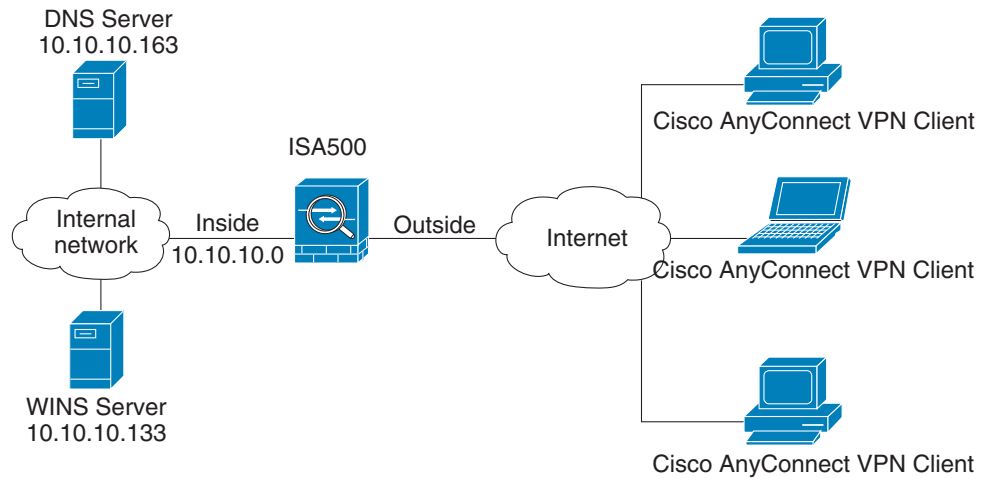 DNS Server
10.10.10.163
ISA500
Cisco AnyConnect VPN Client
Internal
network
Inside
10.10.10.0
Outside
Internet
Cisco AnyConnect VPN Client
WINS Server
10.10.10.133
Cisco AnyConnect VPN Client